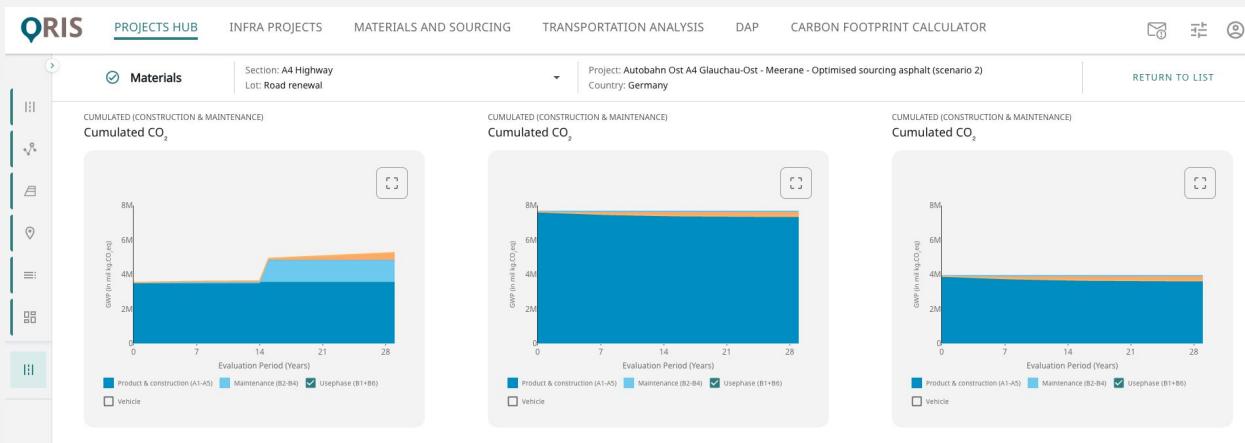 ORIS
PROJECTS HUB
INFRA PROJECTS
MATERIALS AND SOURCING
TRANSPORTATION ANALYSIS
DAP
CARBON FOOTPRINT CALCULATOR
Materials
Section: A4 Highway
Lot: Road renewal
Project: Autobahn Ost A4 Glauchau-Ost - Meerane - Optimised sourcing asphalt (scenario 2)
Country: Germany
RETURN TO LIST
CUMULATED (CONSTRUCTION & MAINTENANCE)
Cumulated CO₂
8M
6M
4M
2M
0
GWP (in mil kg.CO₂eq)
0 7 14 21 28
Evaluation Period (Years)
Product & construction (A1-A5) Maintenance (B2-B4) Usephase (B1+B6)
Vehicle
CUMULATED (CONSTRUCTION & MAINTENANCE)
Cumulated CO₂
8M
6M
4M
2M
0
GWP (in mil kg.CO₂eq)
0 7 14 21 28
Evaluation Period (Years)
Product & construction (A1-A5) Maintenance (B2-B4) Usephase (B1+B6)
Vehicle
CUMULATED (CONSTRUCTION & MAINTENANCE)
Cumulated CO₂
8M
6M
4M
2M
0
GWP (in mil kg.CO₂eq)
0 7 14 21 28
Evaluation Period (Years)
Product & construction (A1-A5) Maintenance (B2-B4) Usephase (B1+B6)
Vehicle